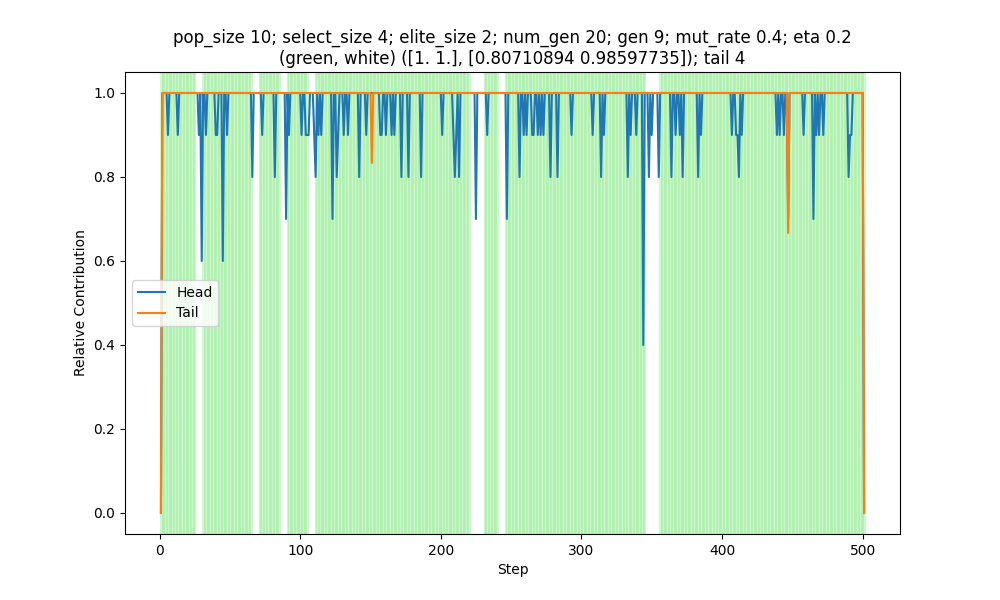 pop_size 10; select_size 4; elite_size 2; num_gen 20; gen 9; mut_rate 0.4; eta 0.2
(green, white) ([1. 1.], [0.80710894 0.98597735]); tail 4
1.0
0.8
0.6
0.4
0.2
0.0
Relative Contribution
Head
Tail
0
100
200
300
400
500
Step